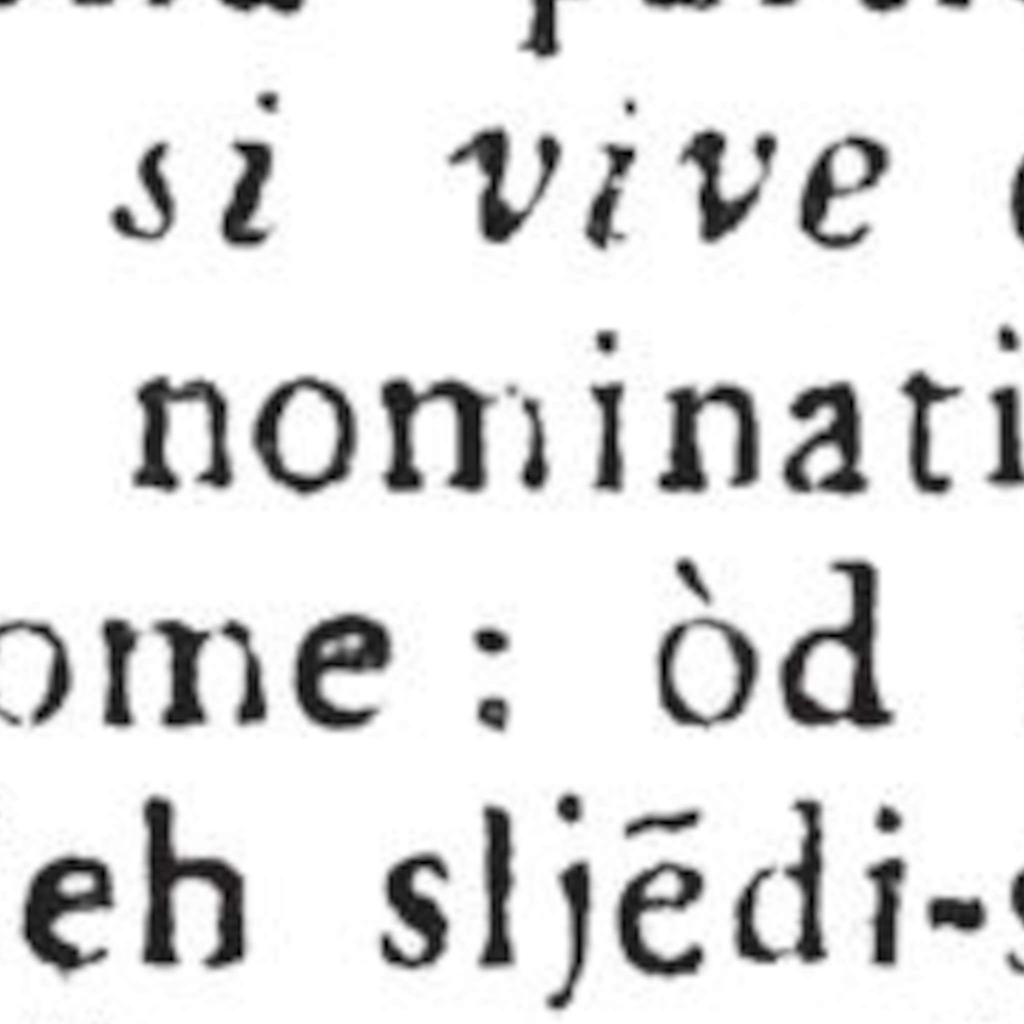 si vive
nominati
ome : òd
eh sljẽdi-s